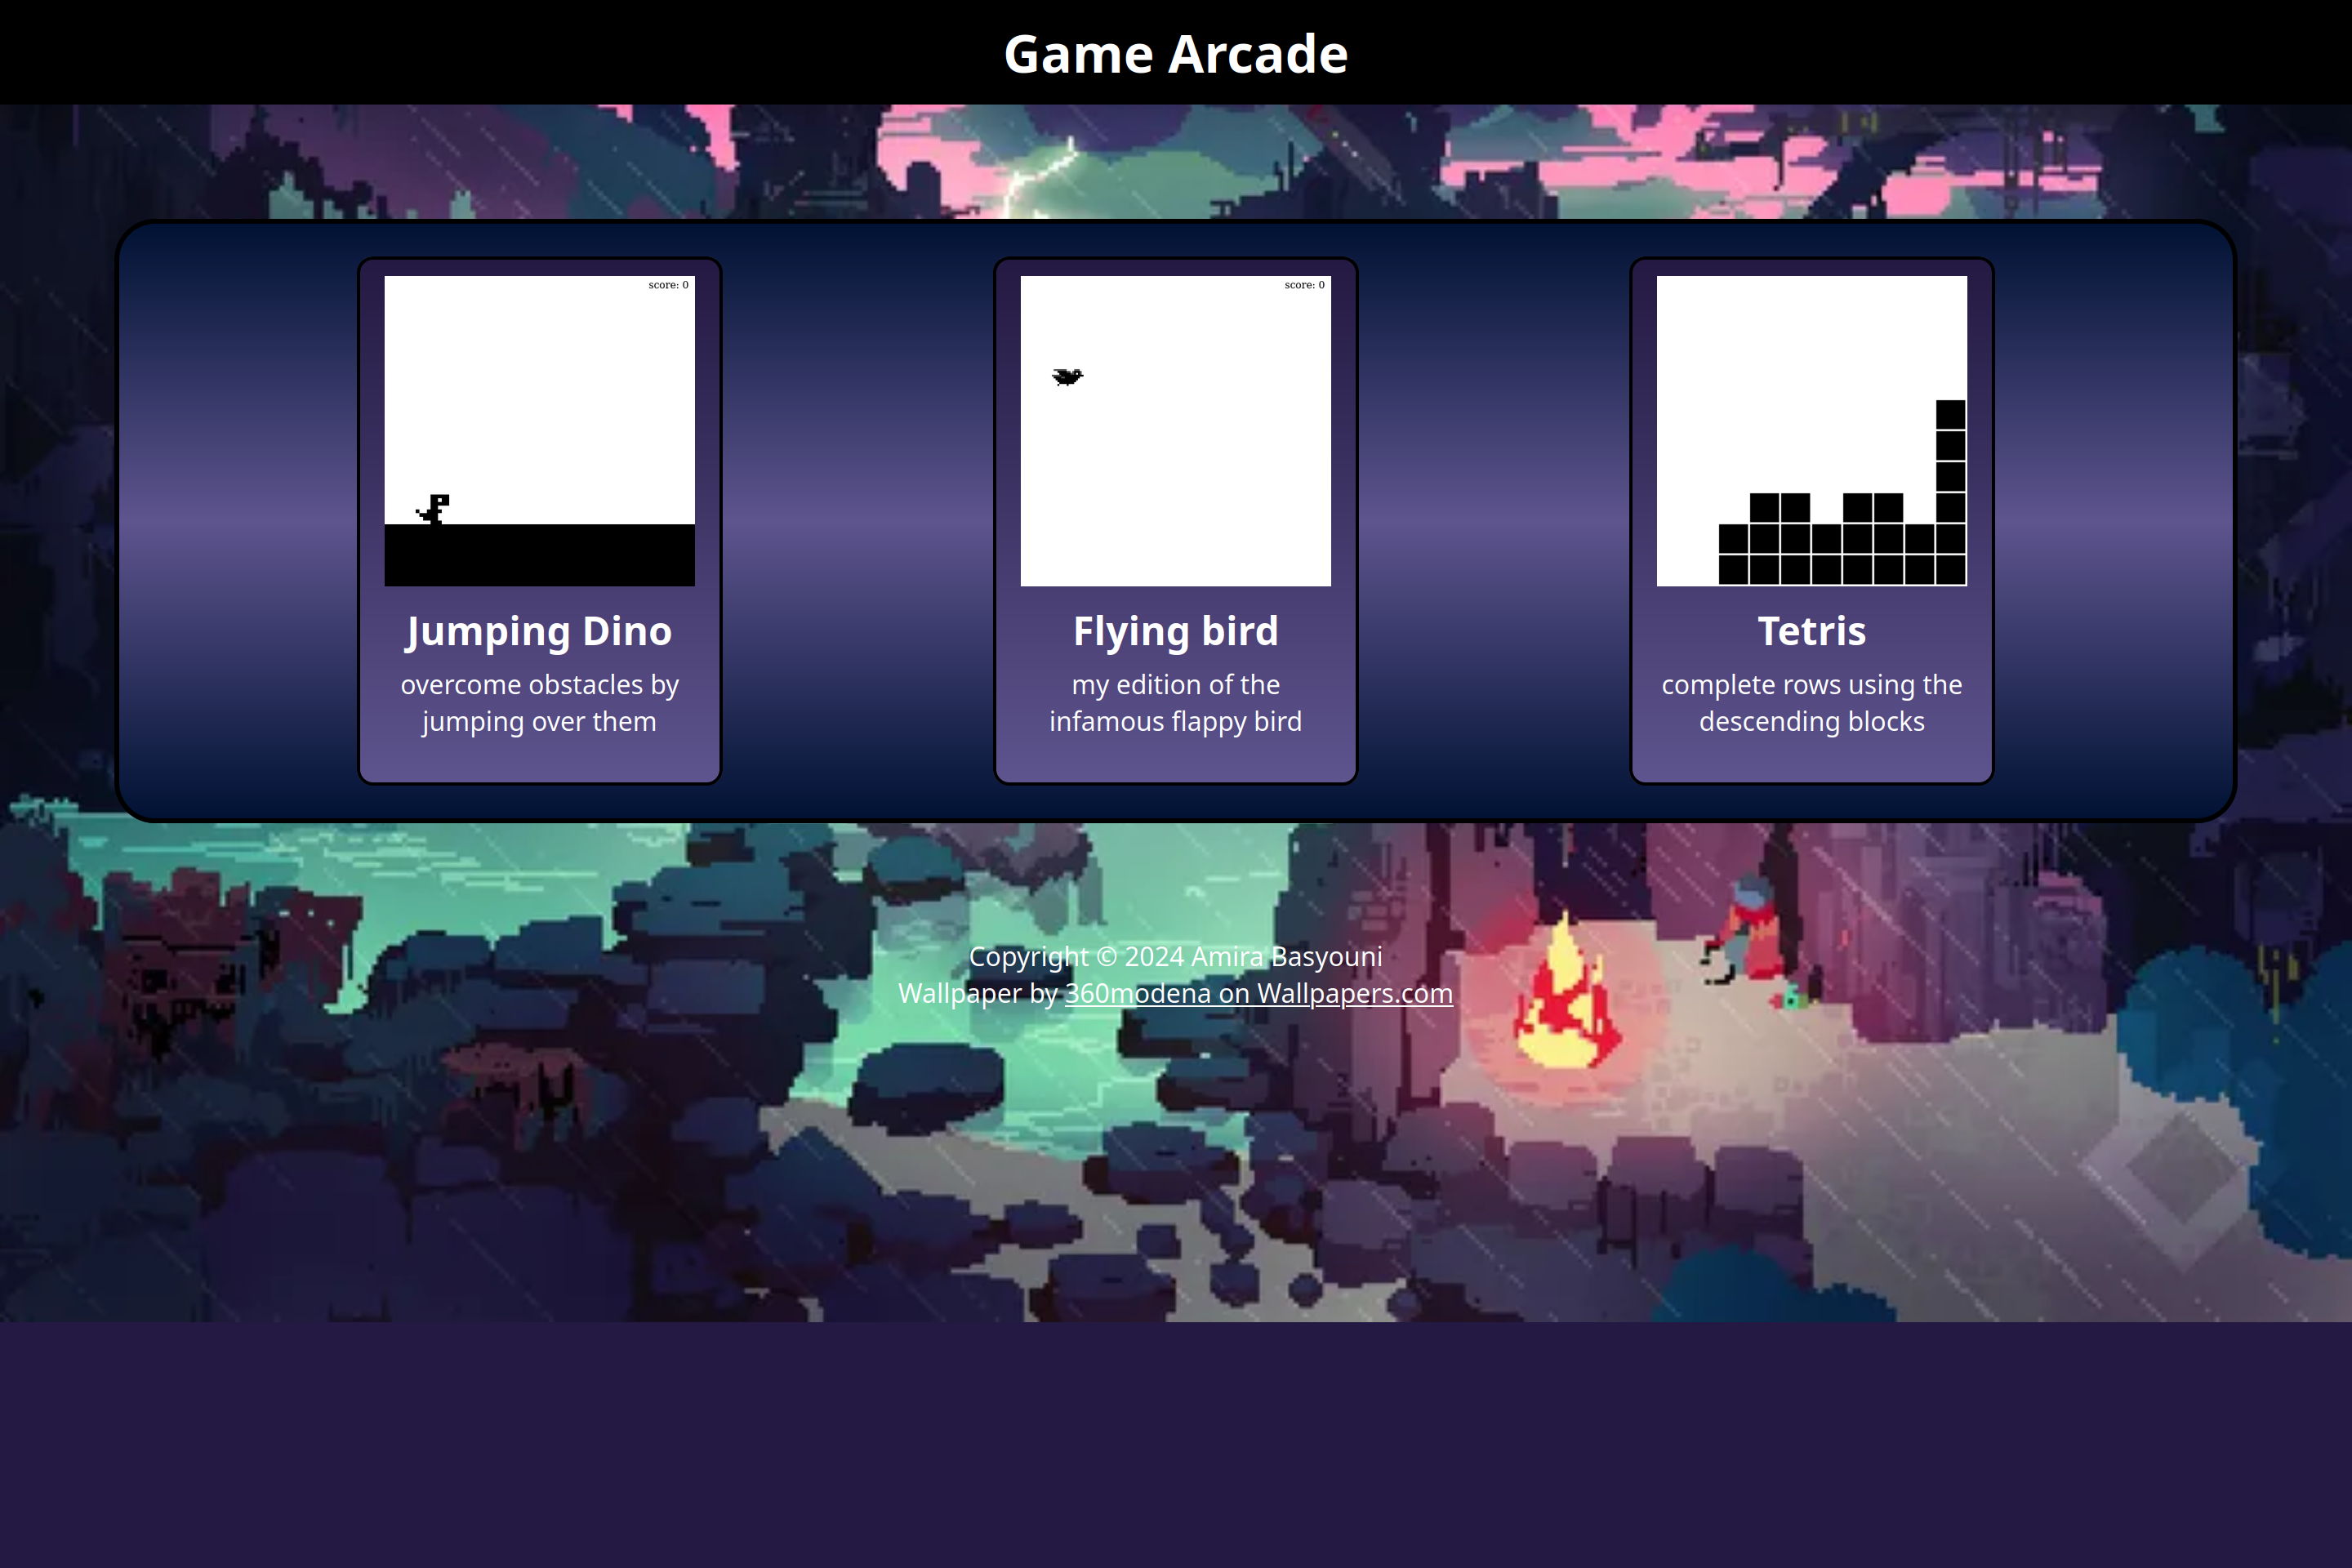 Game Arcade
score: 0
Jumping Dino
overcome obstacles by
jumping over them
score: 0
Flying bird
my edition of the
infamous flappy bird
Tetris
complete rows using the
descending blocks
Copyright © 2024 Amira Basyouni
Wallpaper by 360modena on Wallpapers.com